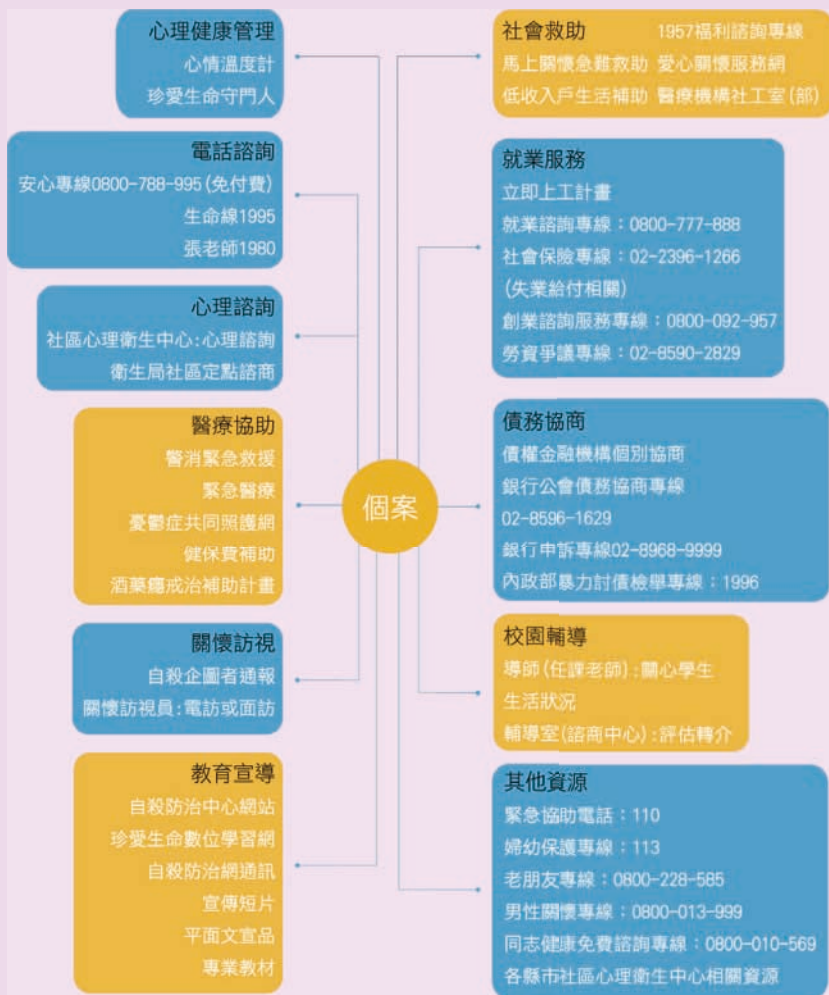 心理健康管理
心情溫度計
珍愛生命守門人
電話諮詢
安心專線0800-788-995(免付費)
生命線1995
張老師1980
心理諮詢
社區心理衛生中心:心理諮詢
衛生局社區定點諮商
醫療協助
警消緊急救援
緊急醫療
憂鬱症共同照護網
健保費補助
酒藥癮戒治補助計畫
關懷訪視
自殺企圖者通報
關懷訪視員:電訪或面訪
教育宣導
自殺防治中心網站
珍愛生命數位學習網
自殺防治網通訊
宣傳短片
平面文宣品
專業教材
個案
社會救助 1957福利諮詢專線
馬上關懷急難救助 愛心關懷服務網
低收入戶生活補助 醫療機構社工室(部)
就業服務
立即上工計畫
就業諮詢專線：0800-777-888
社會保險專線：02-2396-1266
(失業給付相關)
創業諮詢服務專線：0800-092-957
勞資爭議專線：02-8590-2829
債務協商
債權金融機構個別協商
銀行公會債務協商專線
02-8596-1629
銀行申訴專線02-8968-9999
內政部暴力討債檢舉專線：1996
校園輔導
導師(任課老師):關心學生
生活狀況
輔導室(諮商中心):評估轉介
其他資源
緊急協助電話：110
婦幼保護專線：113
老朋友專線：0800-228-585
男性關懷專線：0800-013-999
同志健康免費諮詢專線：0800-010-569
各縣市社區心理衛生中心相關資源